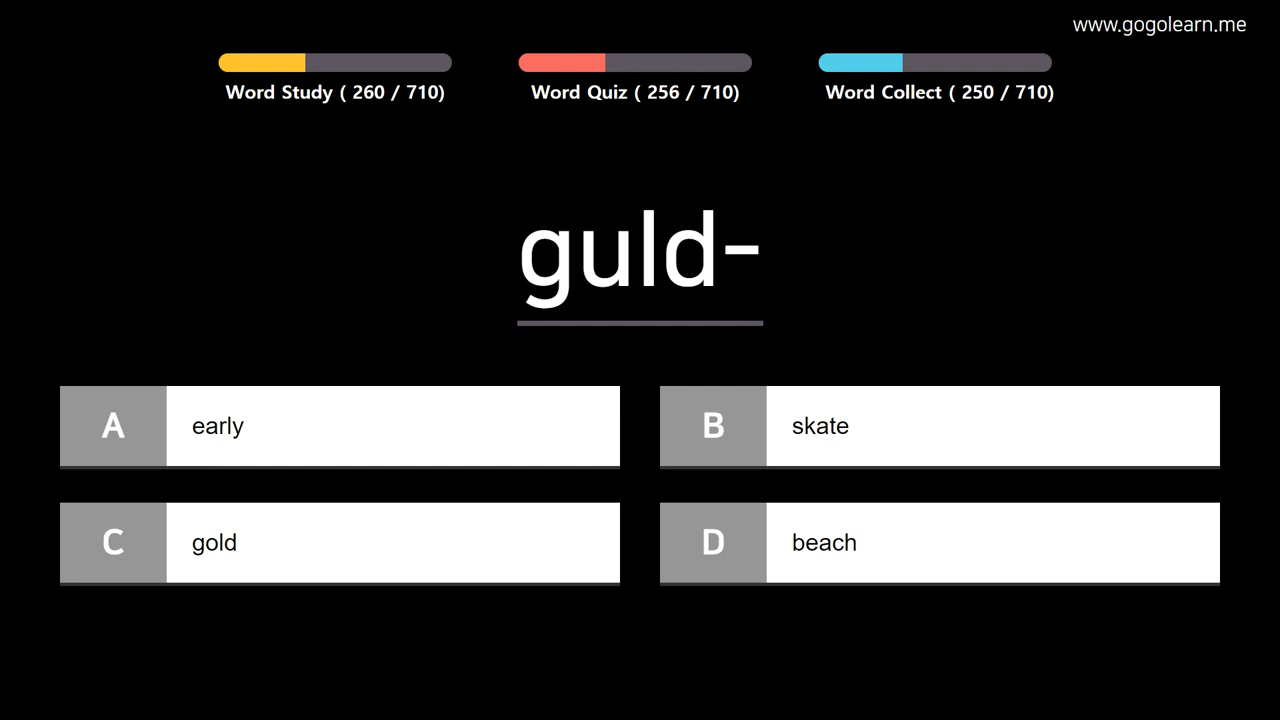 www.gogolearn.me
Word Study ( 260 / 710)
Word Quiz ( 256 / 710)
Word Collect ( 250 / 710)
guld-
A early
B skate
C gold
D beach